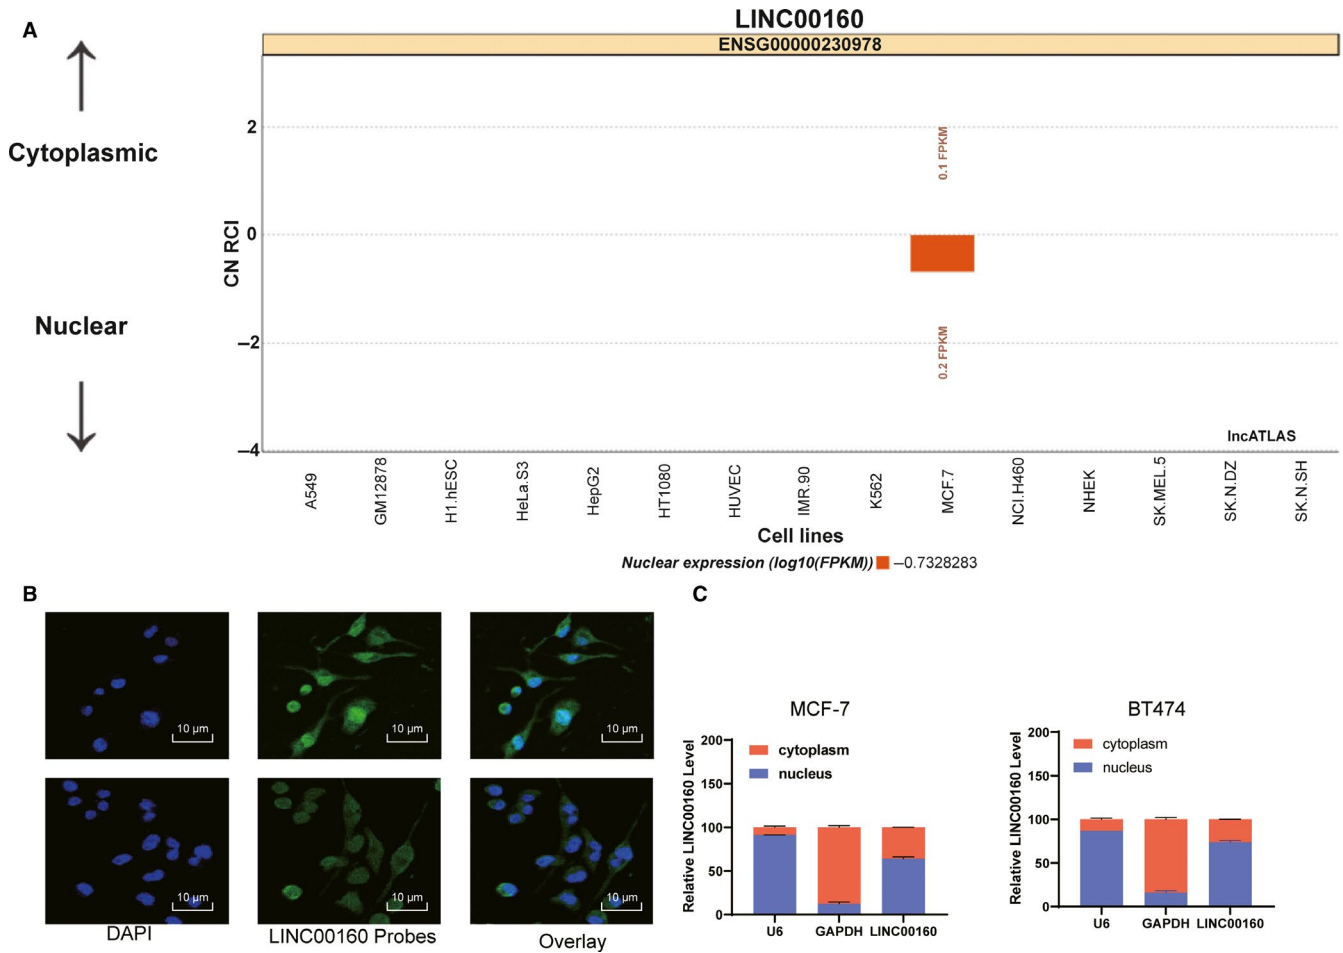 A
LINC00160
ENSG00000230978
Cytoplasmic
Nuclear
CN RCI
2
0
–2
–4
0.1 FPKM
0.2 FPKM
lncATLAS
A549
GM12878
H1.hESC
HeLa.S3
HepG2
HT1080
HUVEC
IMR.90
K562
MCF.7
NCI.H460
NHEK
SK.MEL.5
SK.N.DZ
SK.N.SH
Cell lines
Nuclear expression (log10(FPKM)) –0.7328283
B
10 μm
10 μm
10 μm
10 μm
10 μm
10 μm
DAPI
LINC00160 Probes
Overlay
C
MCF-7
Relative LINC00160 Level
200
150
100
50
0
cytoplasm
nucleus
U6 GAPDH LINC00160
BT474
Relative LINC00160 Level
200
150
100
50
0
cytoplasm
nucleus
U6 GAPDH LINC00160